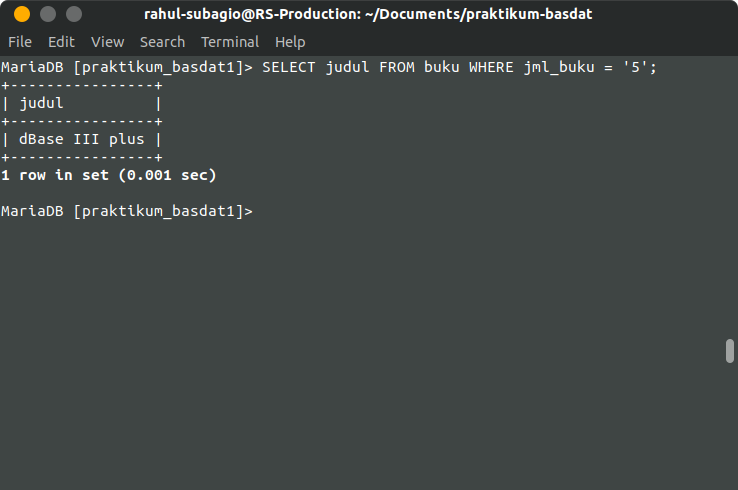 rahul-subagio@RS-Production: ~/Documents/praktikum-basdat
File Edit View Search Terminal Help
MariaDB [praktikum_basdat1]> SELECT judul FROM buku WHERE jml_buku = '5';
+----------------+
| judul          |
+----------------+
| dBase III plus |
+----------------+
1 row in set (0.001 sec)
MariaDB [praktikum_basdat1]>